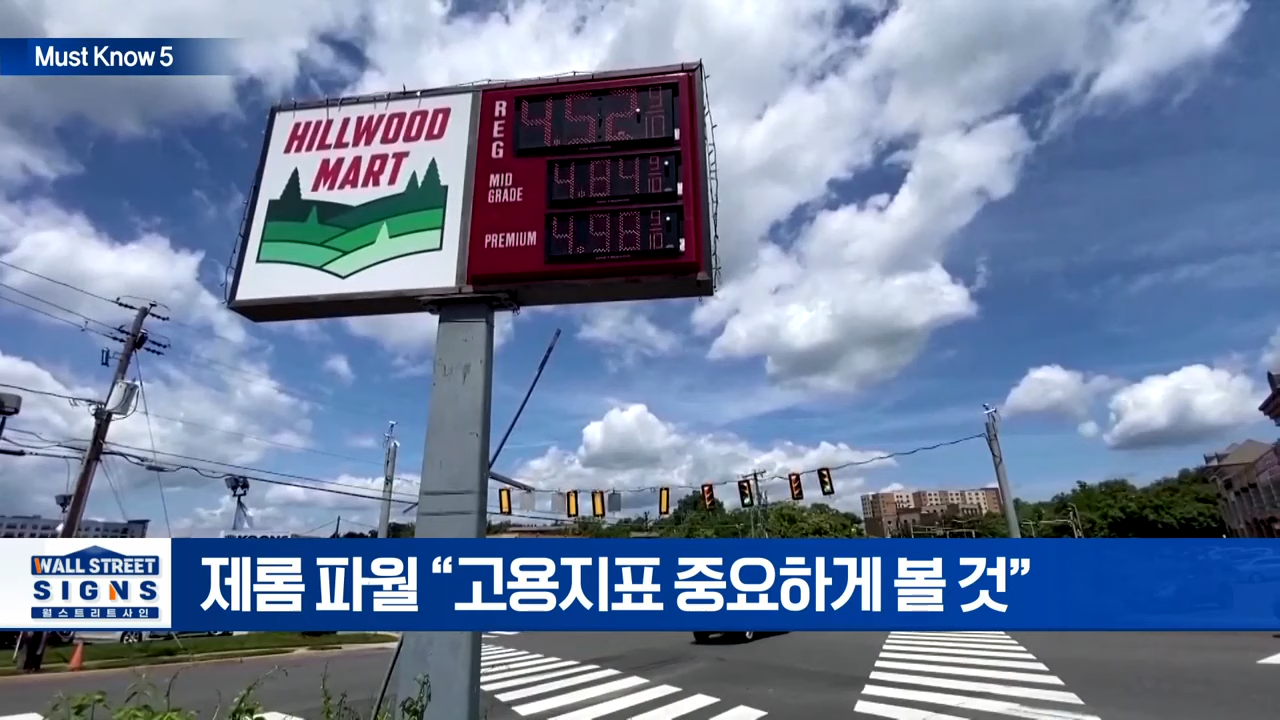 Must Know 5
HILLWOOD
MART
REG
4.52 9/10
MID
GRADE
4.84 9/10
PREMIUM
4.98 9/10
WALL STREET
SIGNS
월스트리트사인
제롬 파월 “고용지표 중요하게 볼 것”